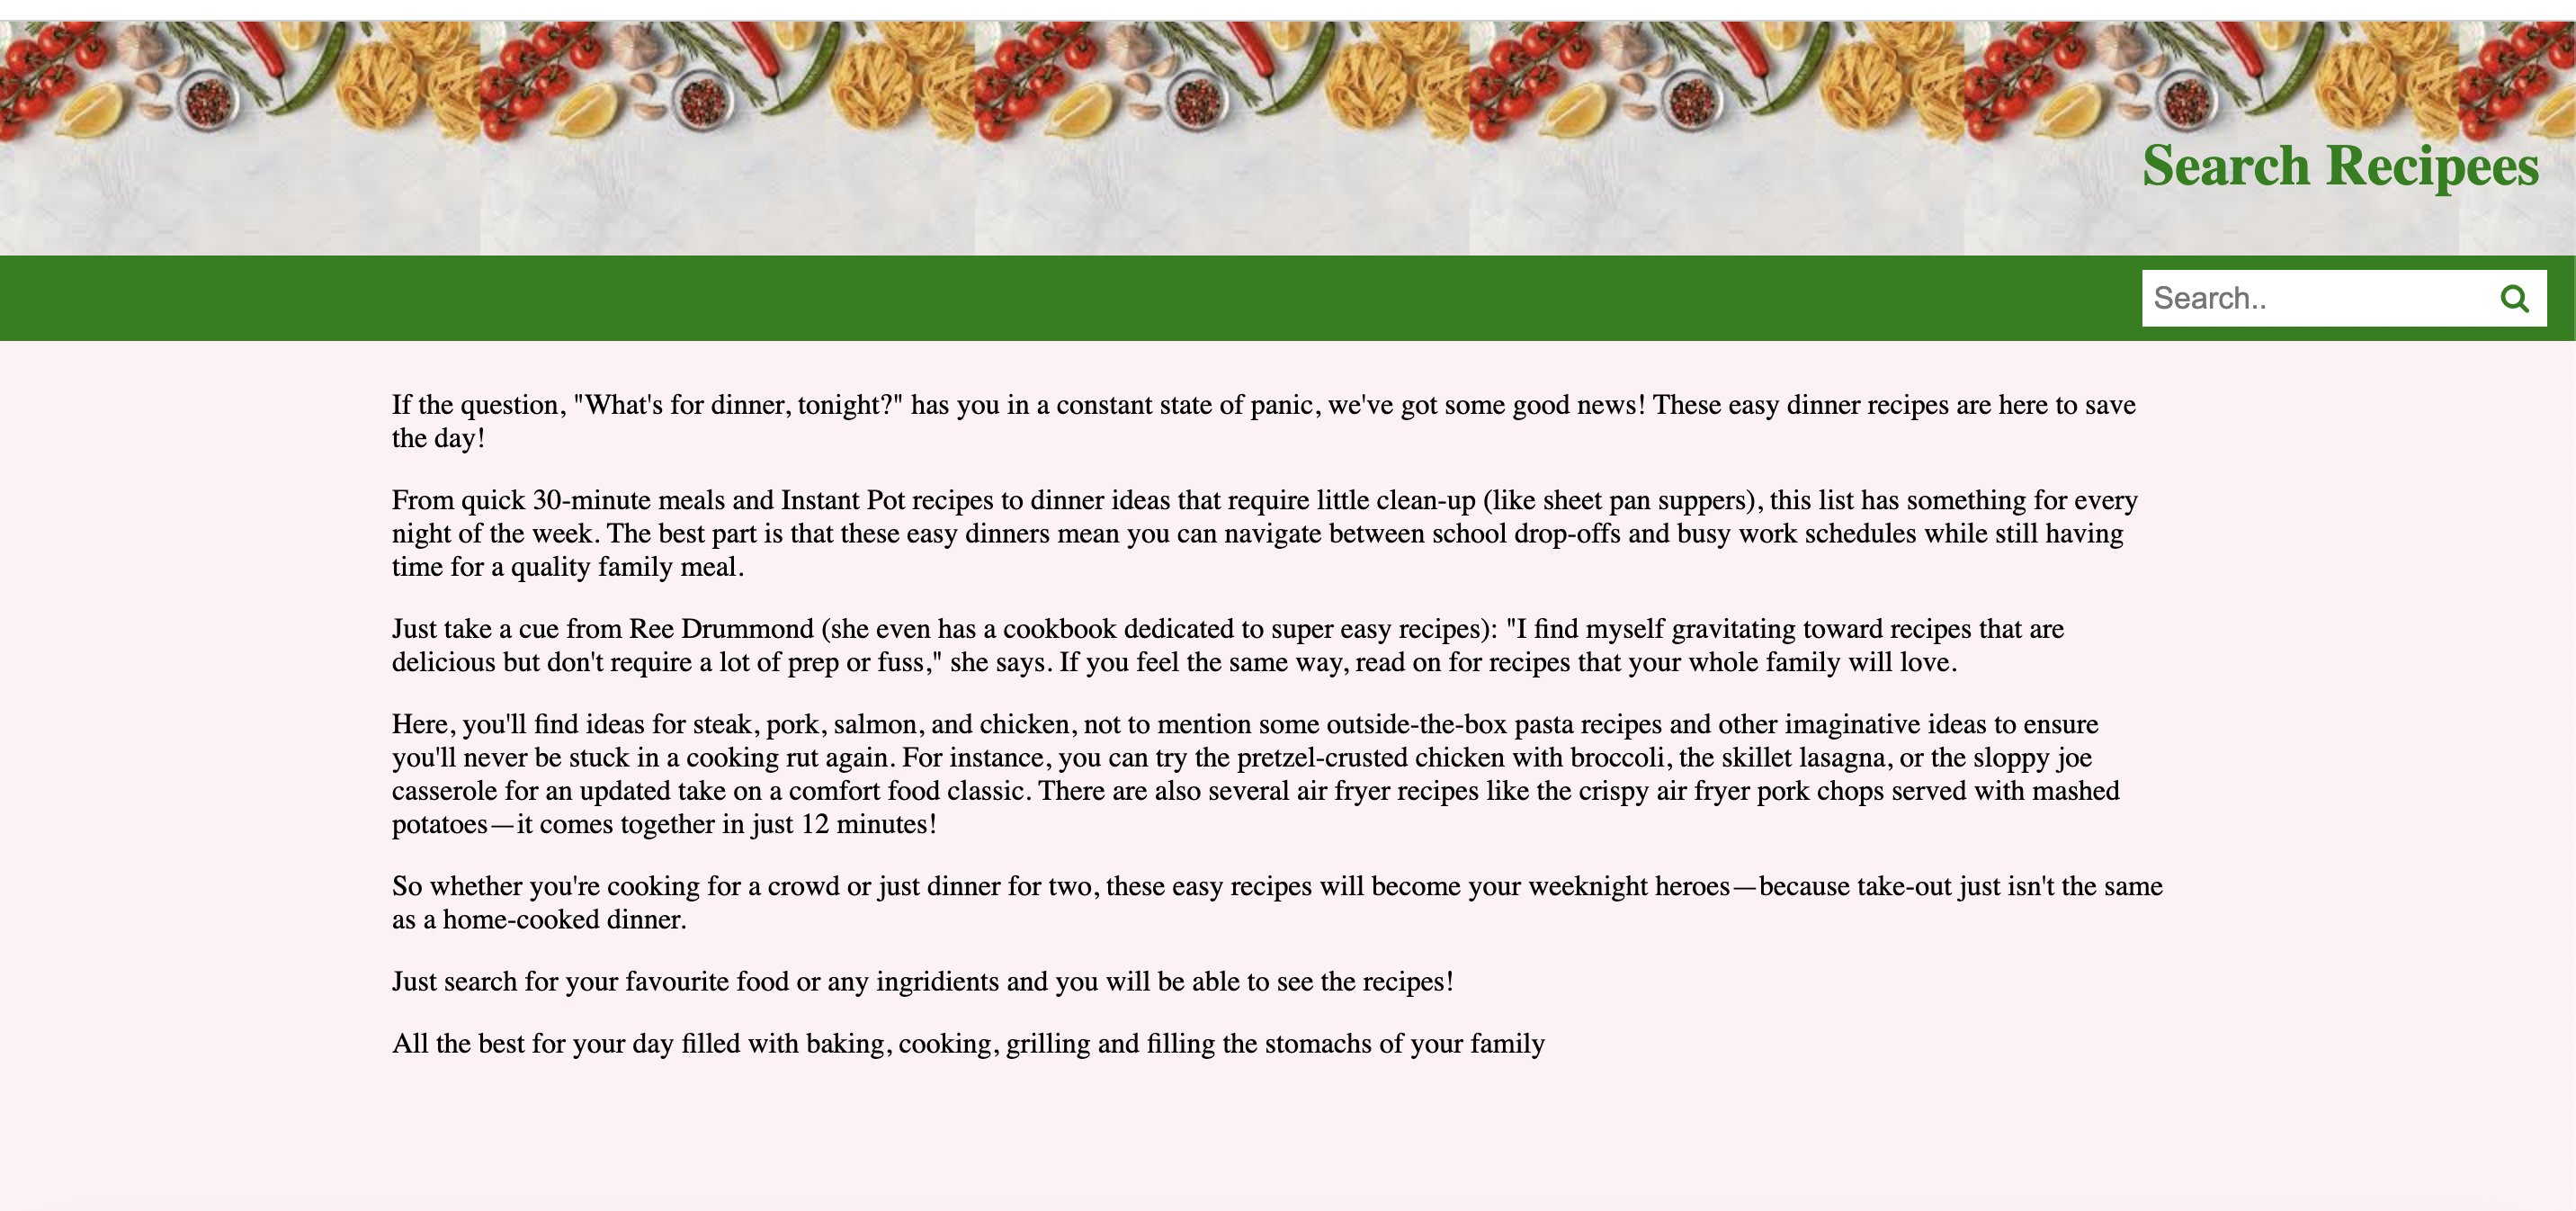 Search Recipees
Search..
If the question, "What's for dinner, tonight?" has you in a constant state of panic, we've got some good news! These easy dinner recipes are here to save
the day!
From quick 30-minute meals and Instant Pot recipes to dinner ideas that require little clean-up (like sheet pan suppers), this list has something for every
night of the week. The best part is that these easy dinners mean you can navigate between school drop-offs and busy work schedules while still having
time for a quality family meal.
Just take a cue from Ree Drummond (she even has a cookbook dedicated to super easy recipes): "I find myself gravitating toward recipes that are
delicious but don't require a lot of prep or fuss," she says. If you feel the same way, read on for recipes that your whole family will love.
Here, you'll find ideas for steak, pork, salmon, and chicken, not to mention some outside-the-box pasta recipes and other imaginative ideas to ensure
you'll never be stuck in a cooking rut again. For instance, you can try the pretzel-crusted chicken with broccoli, the skillet lasagna, or the sloppy joe
casserole for an updated take on a comfort food classic. There are also several air fryer recipes like the crispy air fryer pork chops served with mashed
potatoes—it comes together in just 12 minutes!
So whether you're cooking for a crowd or just dinner for two, these easy recipes will become your weeknight heroes—because take-out just isn't the same
as a home-cooked dinner.
Just search for your favourite food or any ingridients and you will be able to see the recipes!
All the best for your day filled with baking, cooking, grilling and filling the stomachs of your family